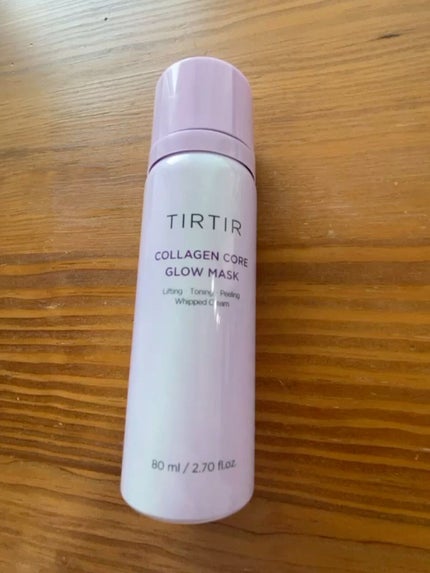 TIRTIR
COLLAGEN CORE
GLOW MASK
Lifting · Toning · Peeling
Whipped Cream
80 ml / 2.70 fl.oz.